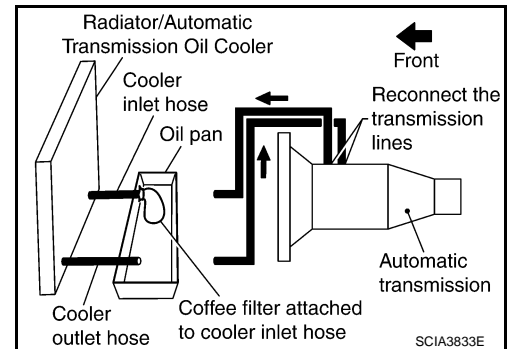 Radiator/Automatic
Transmission Oil Cooler
Front
Cooler
inlet hose
Reconnect the
transmission
lines
Oil pan
Automatic
transmission
Cooler
outlet hose
Coffee filter attached
to cooler inlet hose
SCIA3833E